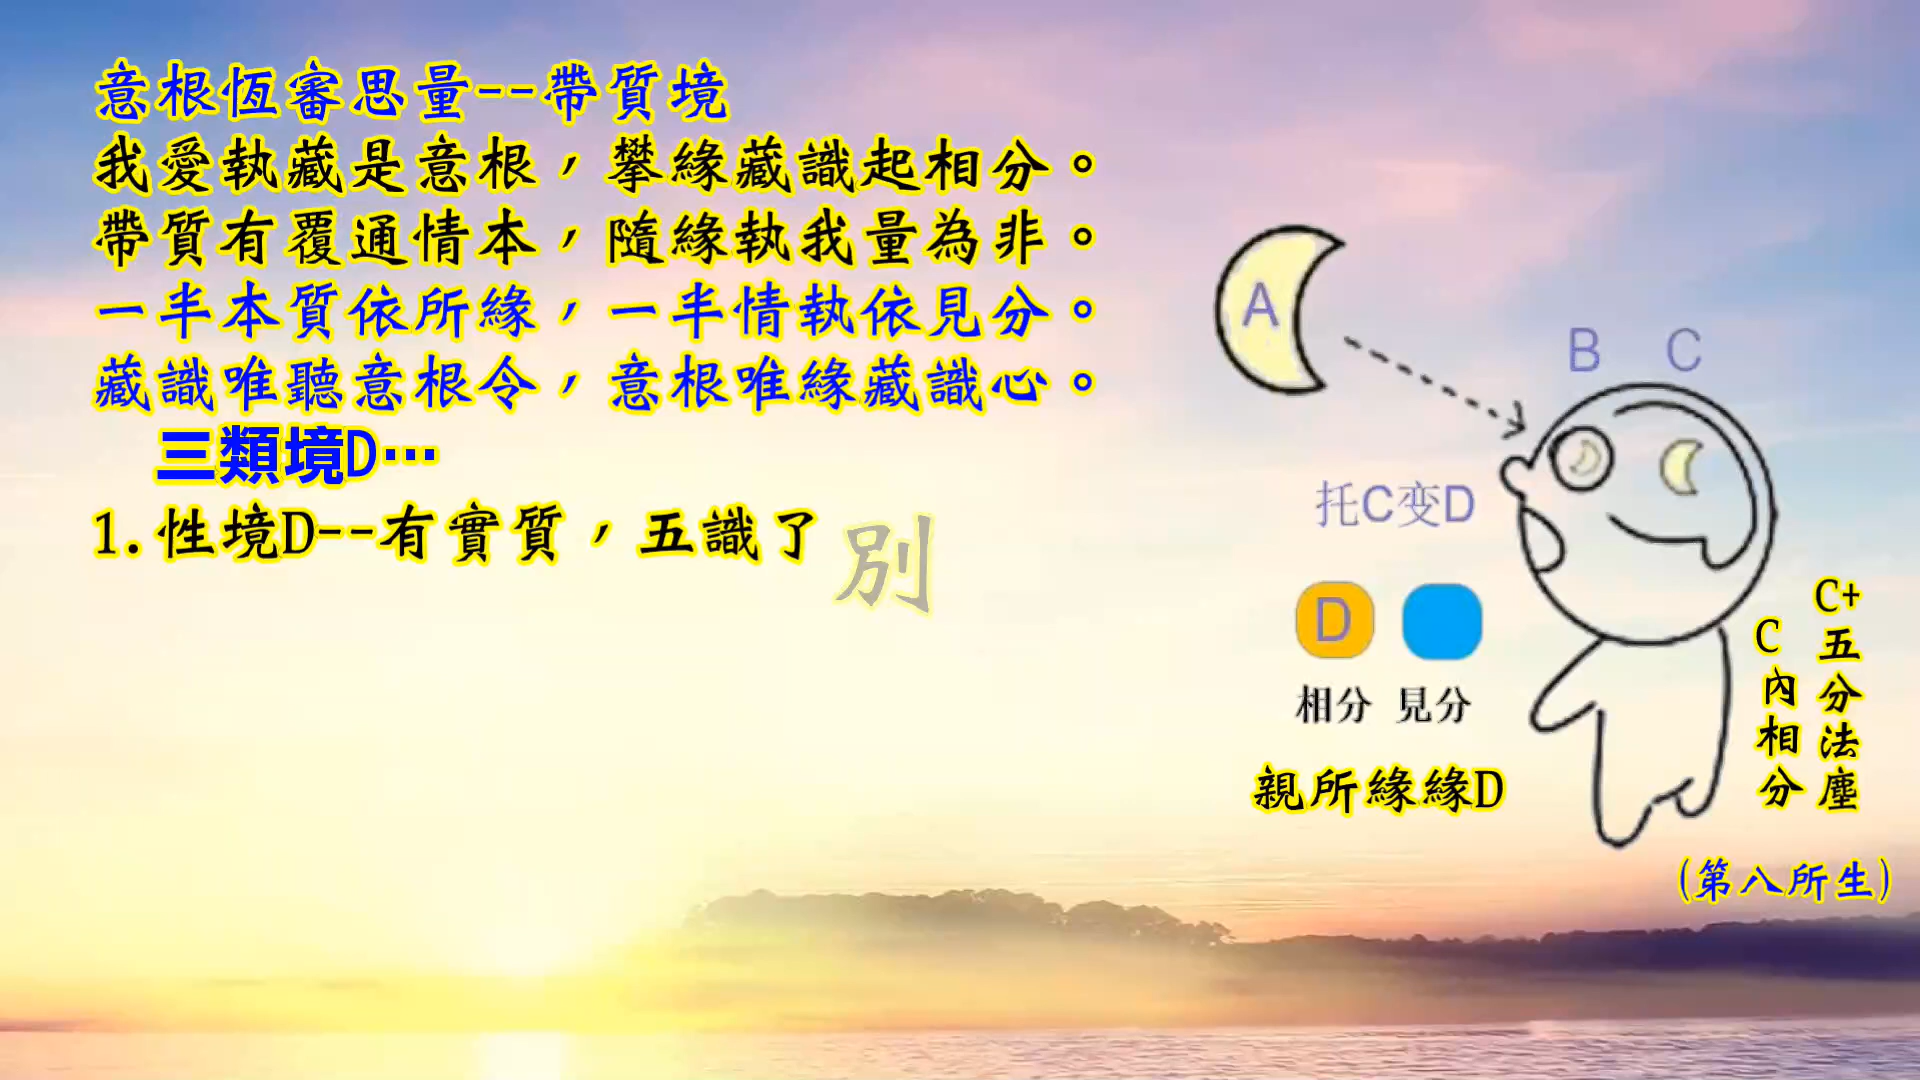 意根恆審思量--帶質境
我愛執藏是意根，攀緣藏識起相分。
帶質有覆通情本，隨緣執我量為非。
一半本質依所緣，一半情執依見分。
藏識唯聽意根令，意根唯緣藏識心。
三類境D…
1.性境D--有實質，五識了別
A
B C
托C变D
D
相分 見分
親所緣緣D
C+五分法塵
C內相分
(第八所生)